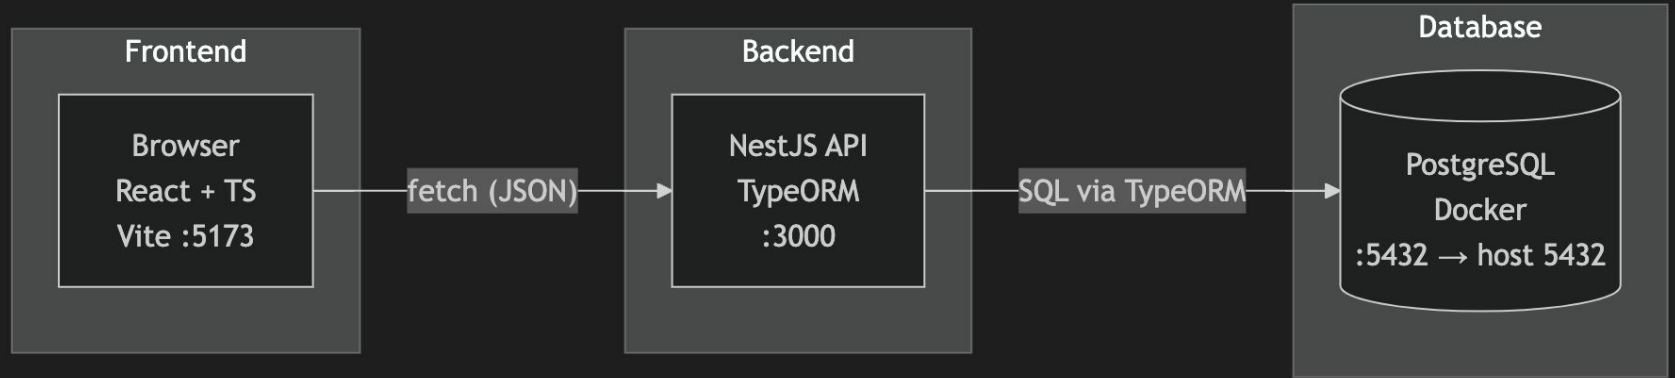 Frontend
Browser
React + TS
Vite :5173
fetch (JSON)
Backend
NestJS API
TypeORM
:3000
SQL via TypeORM
Database
PostgreSQL
Docker
:5432 → host 5432